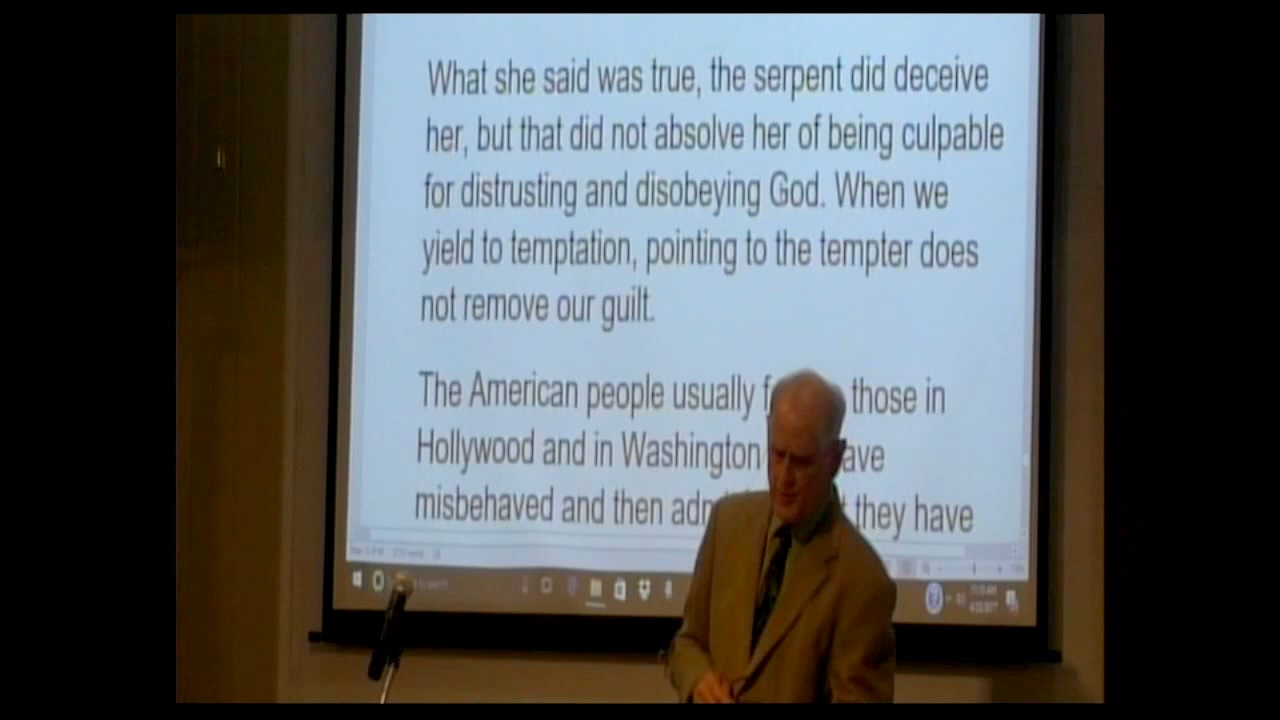 What she said was true, the serpent did deceive
her, but that did not absolve her of being culpable
for distrusting and disobeying God. When we
yield to temptation, pointing to the tempter does
not remove our guilt.
The American people usually those in
Hollywood and in Washington
misbehaved and then they have